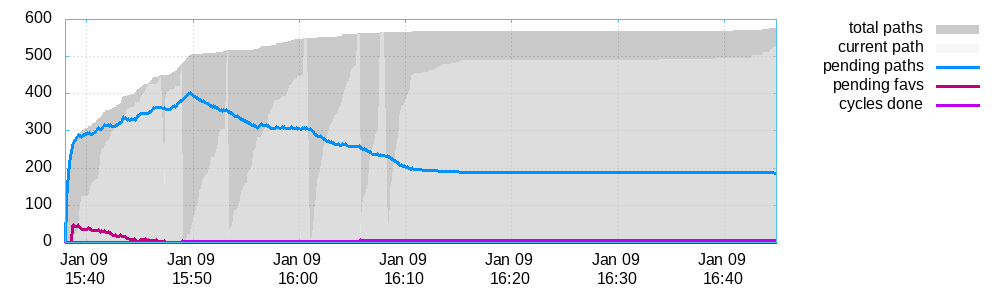 600
500
400
300
200
100
0
Jan 09 Jan 09 Jan 09 Jan 09 Jan 09 Jan 09 Jan 09
15:40 15:50 16:00 16:10 16:20 16:30 16:40
total paths
current path
pending paths
pending favs
cycles done